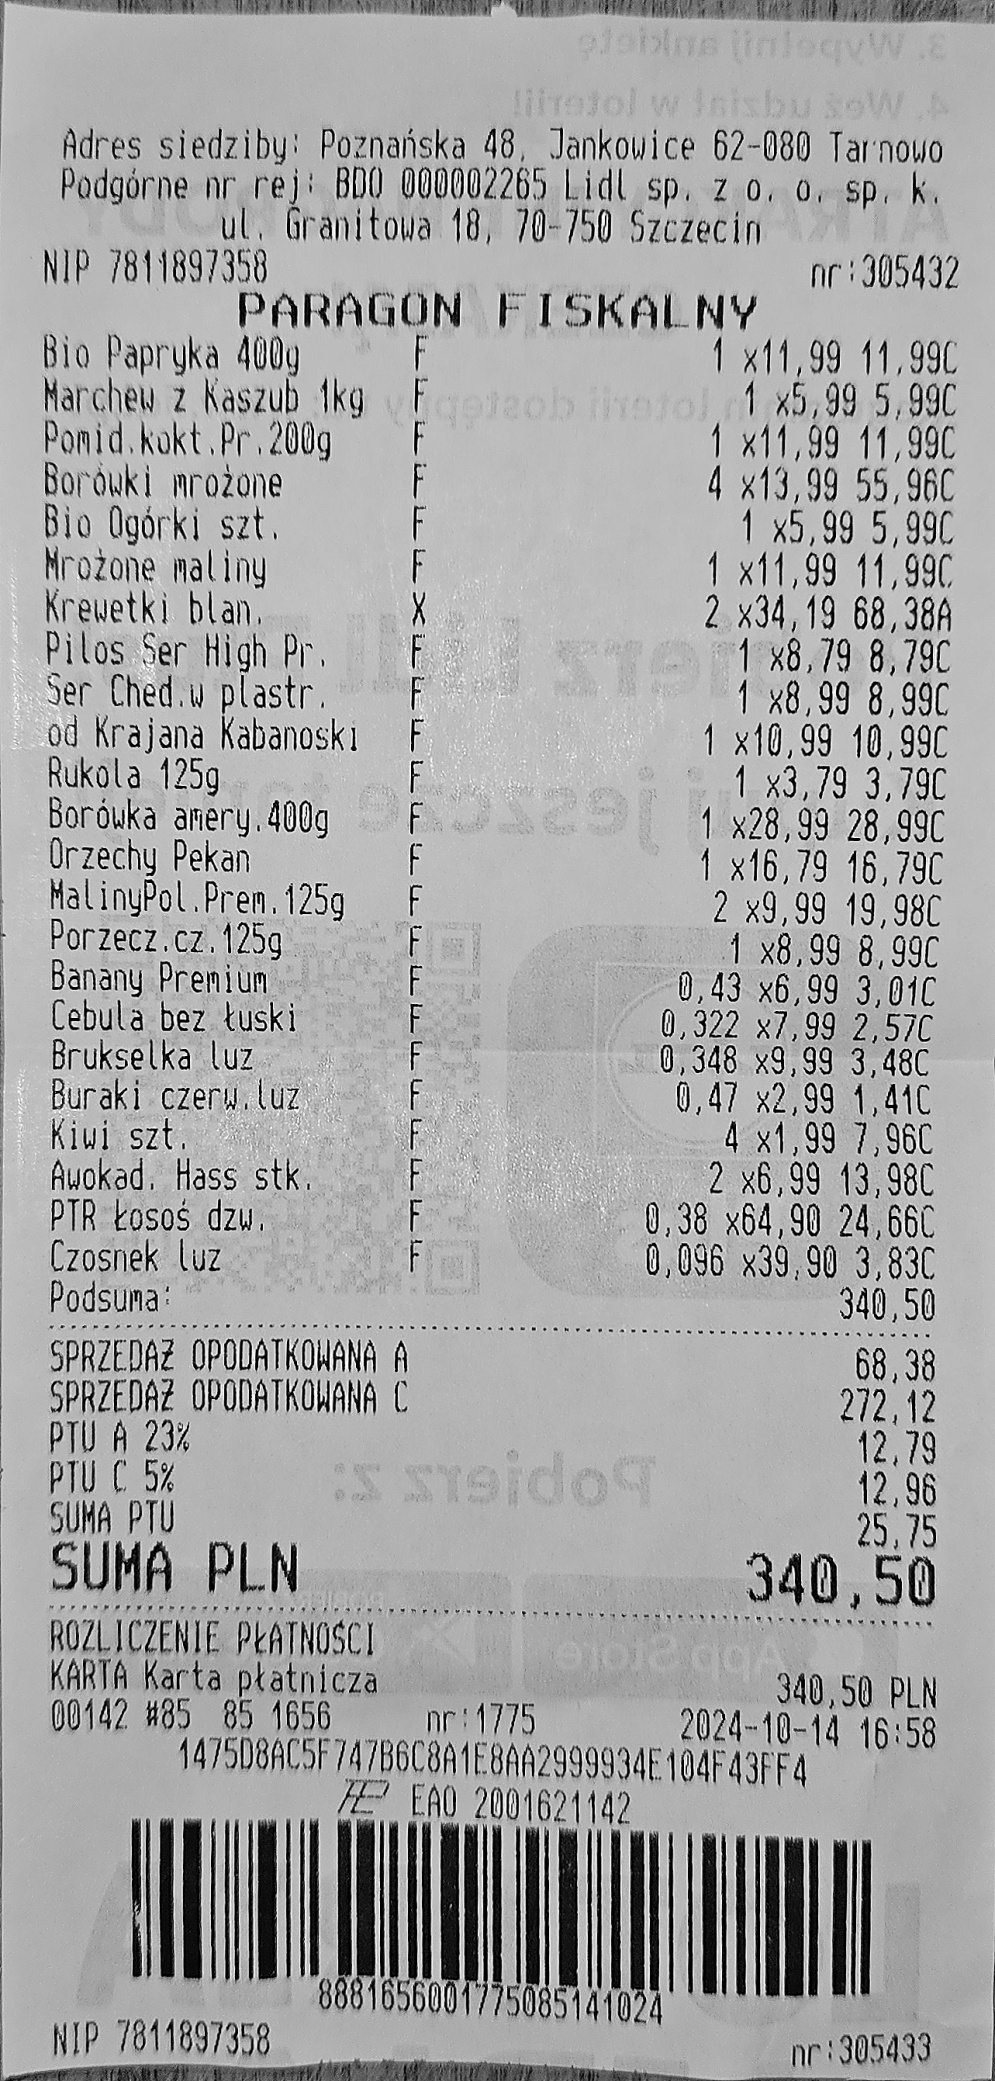 3. Wypełnij ankietę
4. Weź udział w loterii!
Adres siedziby: Poznańska 48, Jankowice 62-080 Tarnowo
Podgórne nr rej: BDO 000002265 Lidl sp. z o. o. sp. k.
ul. Granitowa 18, 70-750 Szczecin
NIP 7811897358 nr:305432
PARAGON FISKALNY
Bio Papryka 400g F 1 x11,99 11,99C
Marchew z Kaszub 1kg F 1 x5,99 5,99C
Pomid.kokt.Pr.200g F 1 x11,99 11,99C
Borówki mrożone F 4 x13,99 55,96C
Bio Ogórki szt. F 1 x5,99 5,99C
Mrożone maliny F 1 x11,99 11,99C
Krewetki blan. X 2 x34,19 68,38A
Pilos Ser High Pr. F 1 x8,79 8,79C
Ser Ched.w plastr. F 1 x8,99 8,99C
od Krajana Kabanoski F 1 x10,99 10,99C
Rukola 125g F 1 x3,79 3,79C
Borówka amery.400g F 1 x28,99 28,99C
Orzechy Pekan F 1 x16,79 16,79C
MalinyPol.Prem.125g F 2 x9,99 19,98C
Porzecz.cz.125g F 1 x8,99 8,99C
Banany Premium F 0,43 x6,99 3,01C
Cebula bez łuski F 0,322 x7,99 2,57C
Brukselka luz F 0,348 x9,99 3,48C
Buraki czerw.luz F 0,47 x2,99 1,41C
Kiwi szt. F 4 x1,99 7,96C
Awokad. Hass stk. F 2 x6,99 13,98C
PTR Łosoś dzw. F 0,38 x64,90 24,66C
Czosnek luz F 0,096 x39,90 3,83C
Podsuma: 340,50
SPRZEDAŻ OPODATKOWANA A 68,38
SPRZEDAŻ OPODATKOWANA C 272,12
PTU A 23% 12,79
PTU C 5% 12,96
Pobierz z:
SUMA PTU 25,75
SUMA PLN 340,50
ROZLICZENIE PŁATNOŚCI
App Store
KARTA Karta płatnicza 340,50 PLN
00142 #85 85 1656 nr:1775 2024-10-14 16:58
1475D8AC5F747B6C8A1E8AA2999934E104F43FF4
EAO 2001621142
88816560017750851​41024
NIP 7811897358 nr:305433